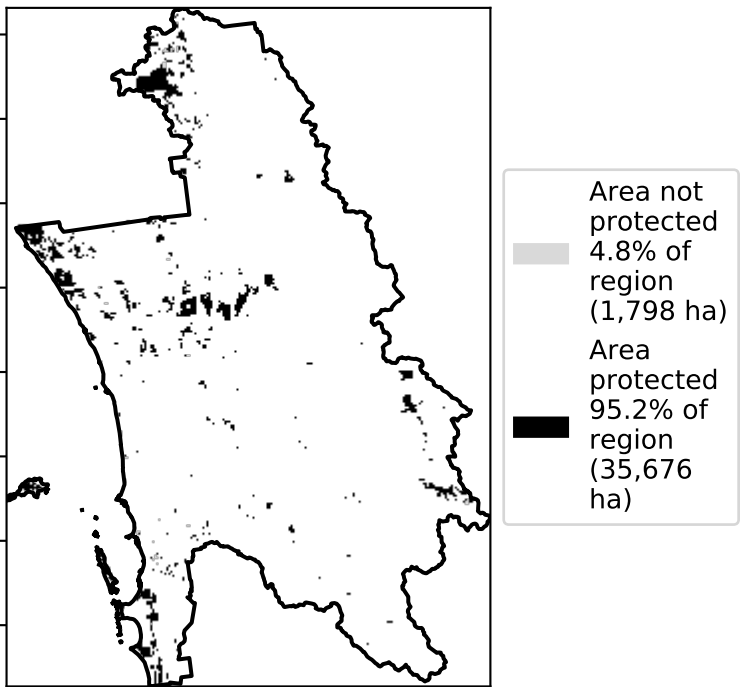 Area not
protected
4.8% of
region
(1,798 ha)
Area
protected
95.2% of
region
(35,676
ha)